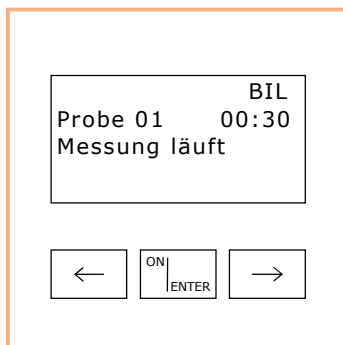 BIL
Probe 01 00:30
Messung läuft
← ON ENTER →